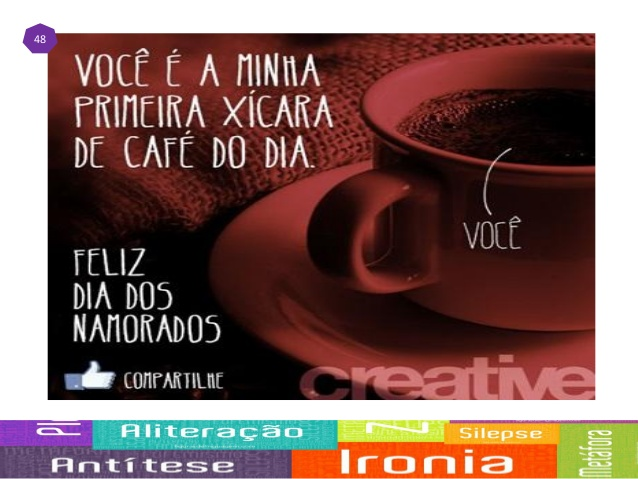 48
VOCÊ É A MINHA
PRIMEIRA XÍCARA
DE CAFÉ DO DIA.
VOCÊ
FELIZ
DIA DOS
NAMORADOS
COMPARTILHE
creative
Aliteração
Silepse
Metáfora
Antítese
Ironia